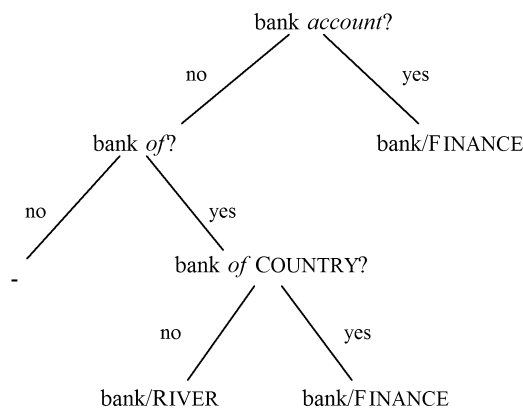 bank account?
no
yes
bank of?
bank/FINANCE
no
yes
-
bank of COUNTRY?
no
yes
bank/RIVER
bank/FINANCE